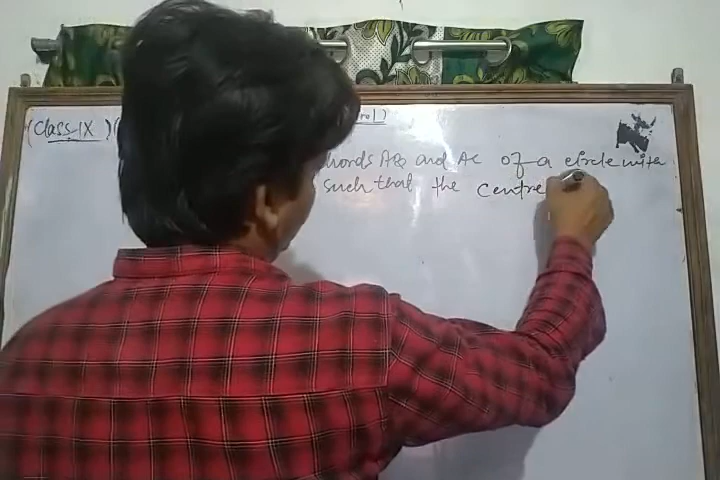 (Class-IX)
hords AB and AC of a circle with
such that the centre